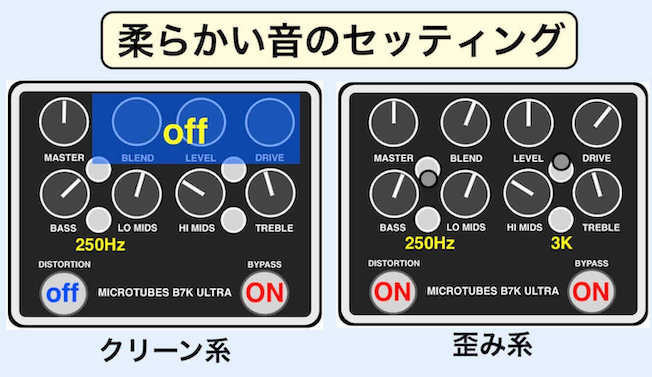 柔らかい音のセッティング
off
MASTER BLEND LEVEL DRIVE
BASS LO MIDS HI MIDS TREBLE
250Hz
DISTORTION BYPASS
off MICROTUBES B7K ULTRA ON
クリーン系
MASTER BLEND LEVEL DRIVE
BASS LO MIDS HI MIDS TREBLE
250Hz 3K
DISTORTION BYPASS
ON MICROTUBES B7K ULTRA ON
歪み系